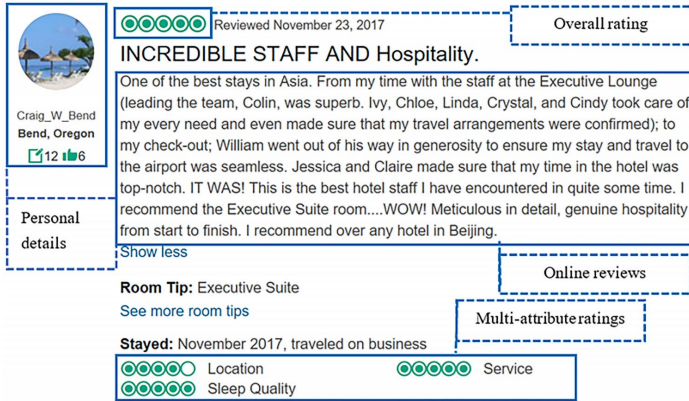 Reviewed November 23, 2017
Overall rating
INCREDIBLE STAFF AND Hospitality.
Craig_W_Bend
Bend, Oregon
12 6
Personal
details
One of the best stays in Asia. From my time with the staff at the Executive Lounge
(leading the team, Colin, was superb. Ivy, Chloe, Linda, Crystal, and Cindy took care of
my every need and even made sure that my travel arrangements were confirmed); to
my check-out; William went out of his way in generosity to ensure my stay and travel to
the airport was seamless. Jessica and Claire made sure that my time in the hotel was
top-notch. IT WAS! This is the best hotel staff I have encountered in quite some time. I
recommend the Executive Suite room....WOW! Meticulous in detail, genuine hospitality
from start to finish. I recommend over any hotel in Beijing.
Show less
Online reviews
Room Tip: Executive Suite
See more room tips
Multi-attribute ratings
Stayed: November 2017, traveled on business
Location Service
Sleep Quality